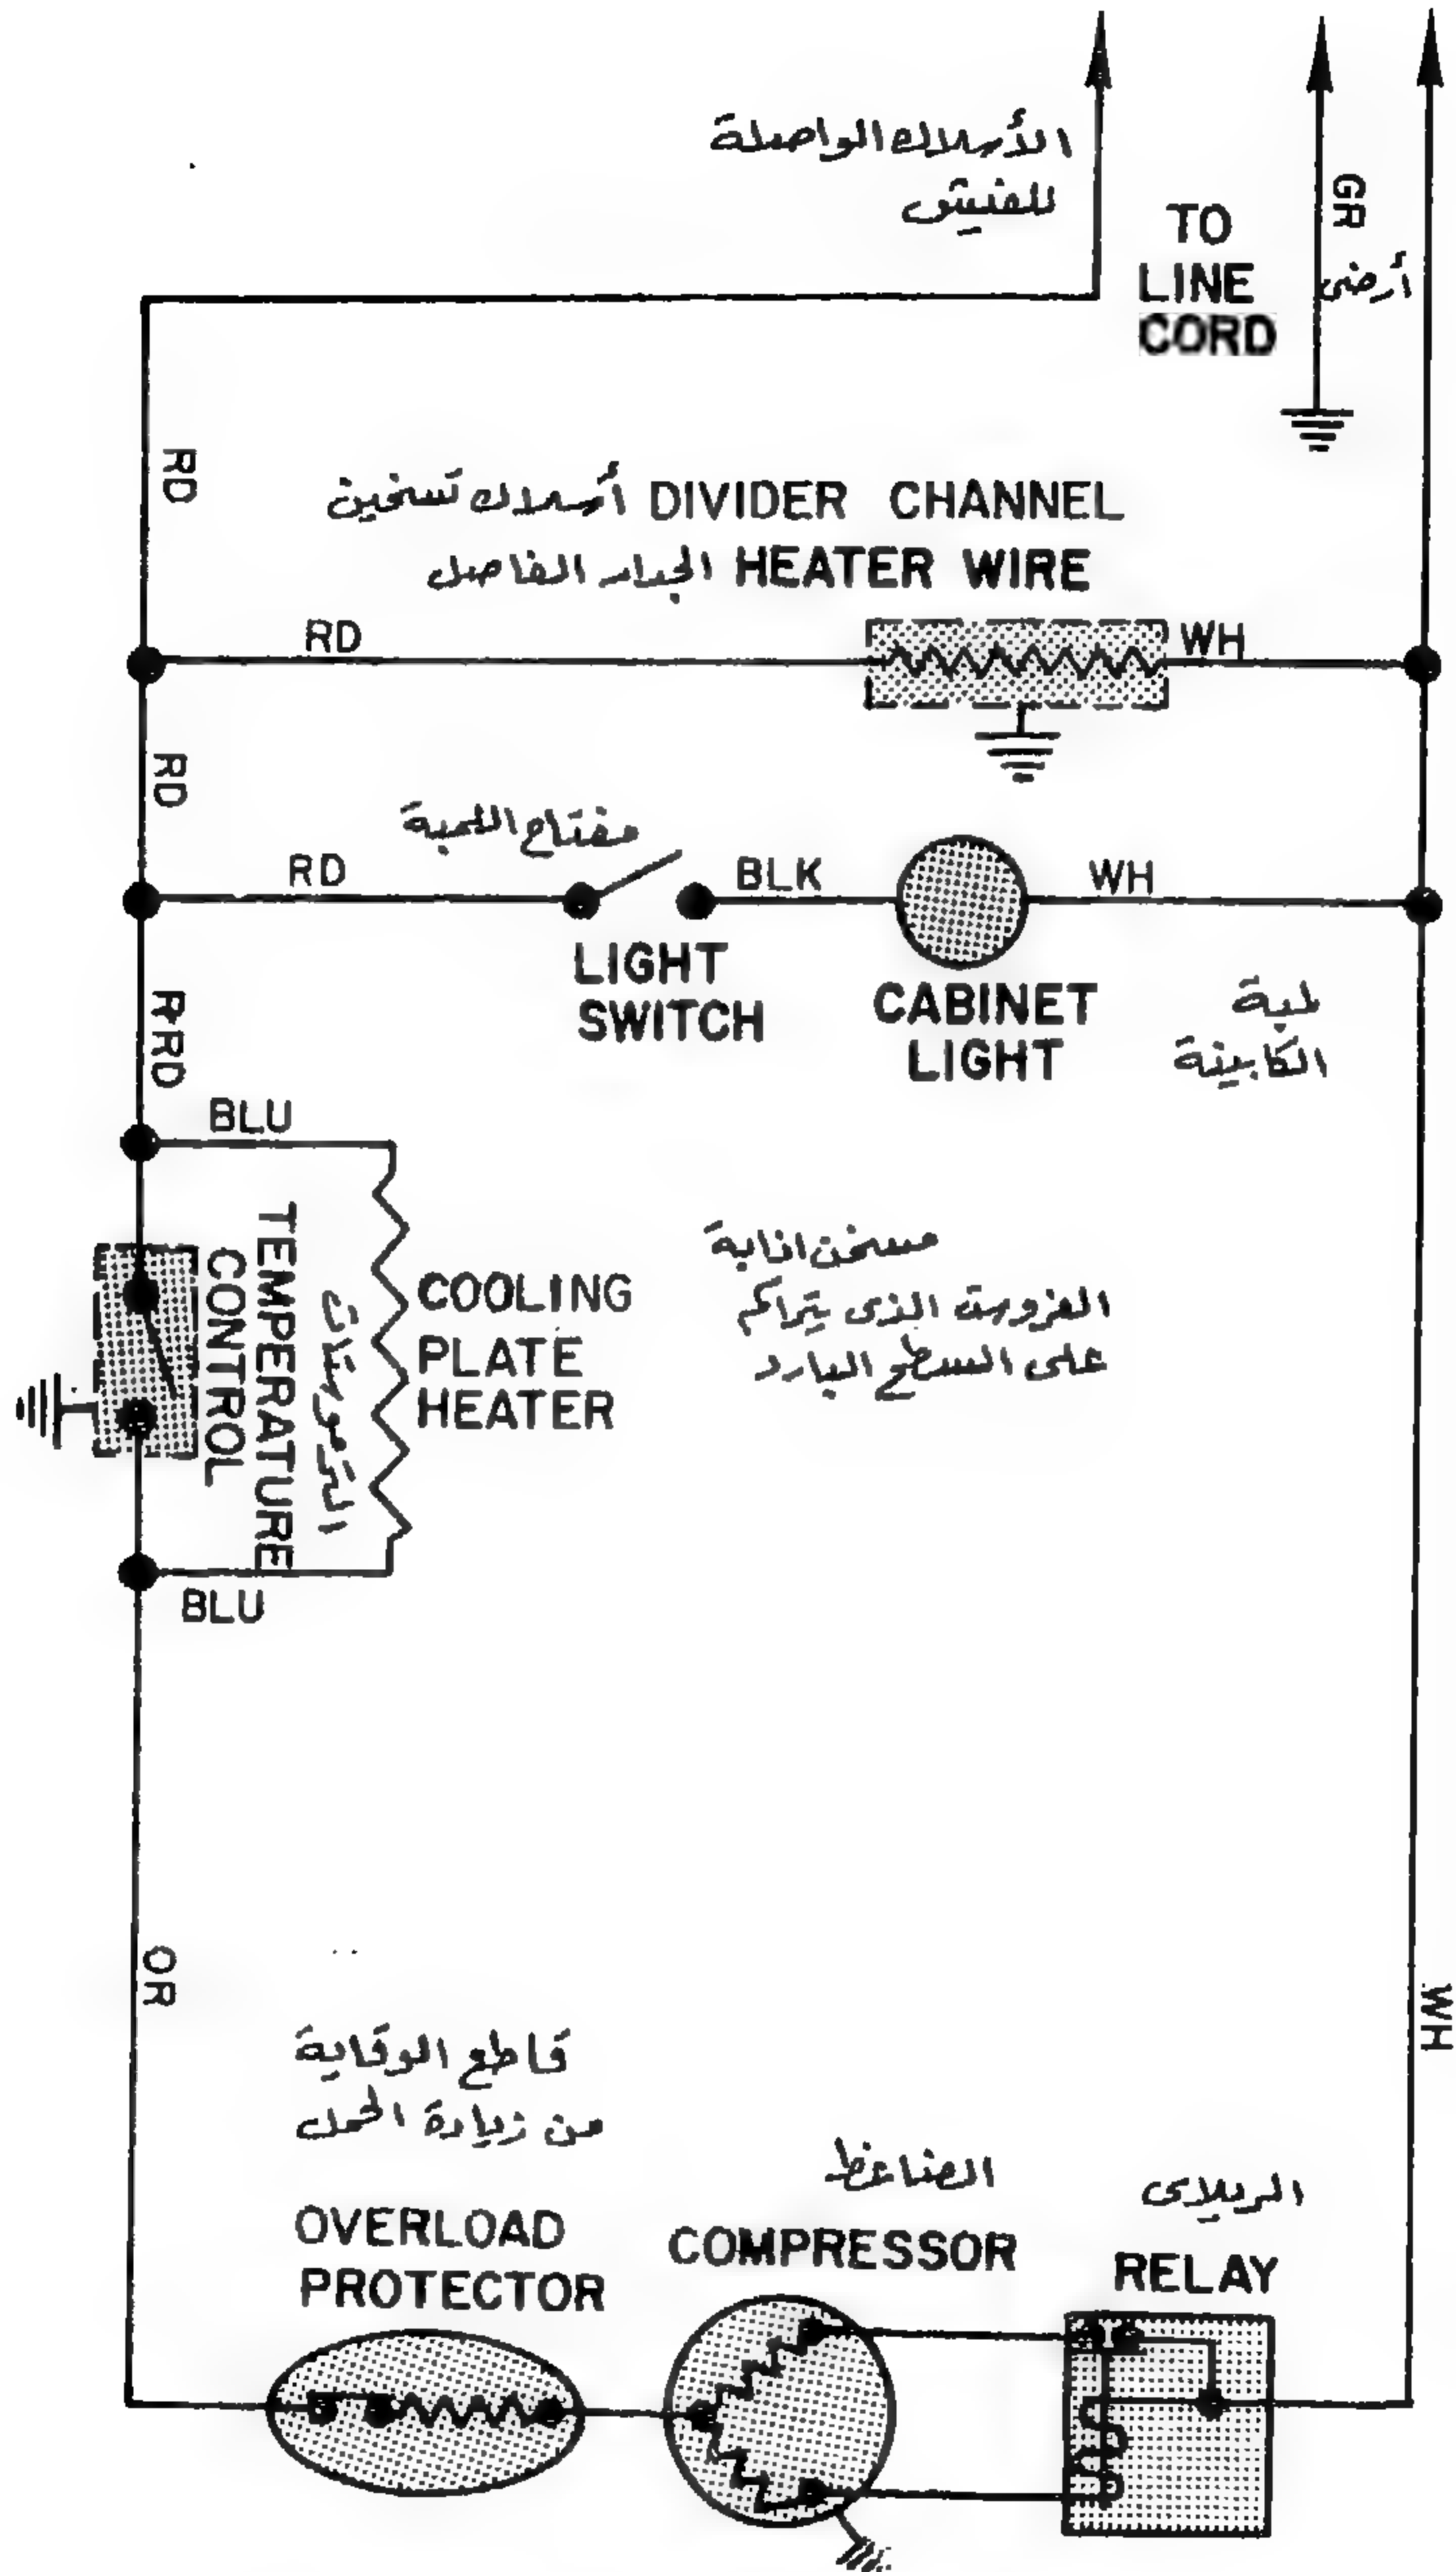 الأسلاك الواصلة
للفيش
TO
LINE
CORD
GR
أرضى
RD
DIVIDER CHANNEL أسلاك تسخين
HEATER WIRE الجدار الفاصل
RD
WH
RD
مفتاح اللمبة
RD
BLK
WH
LIGHT
SWITCH
CABINET
LIGHT
لمبة
الكابينة
RRD
BLU
TEMPERATURE
CONTROL
الترموستات
COOLING
PLATE
HEATER
مسخن اذابة
الفروست الذى يتراكم
على السطح البارد
BLU
OR
WH
قاطع الوقاية
من زيادة الحمل
OVERLOAD
PROTECTOR
الضاغط
COMPRESSOR
الريلاى
RELAY